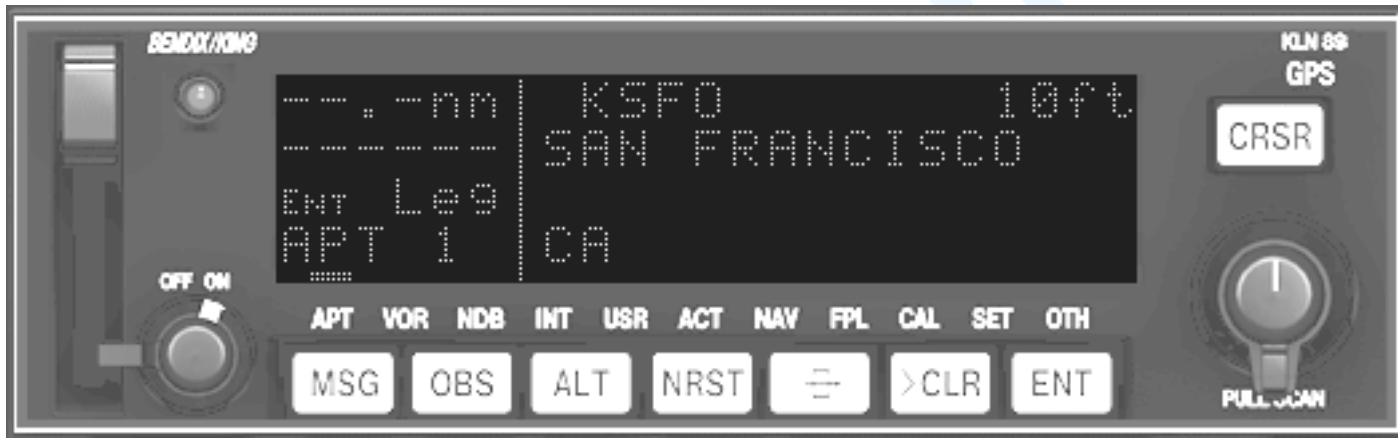 BENDIX/KING
KLN 89
GPS
--.-nm KSFO 10ft
------ SAN FRANCISCO
ENT Leg
APT 1 CA
CRSR
OFF ON
APT VOR NDB INT USR ACT NAV FPL CAL SET OTH
MSG OBS ALT NRST >CLR ENT
PULL SCAN